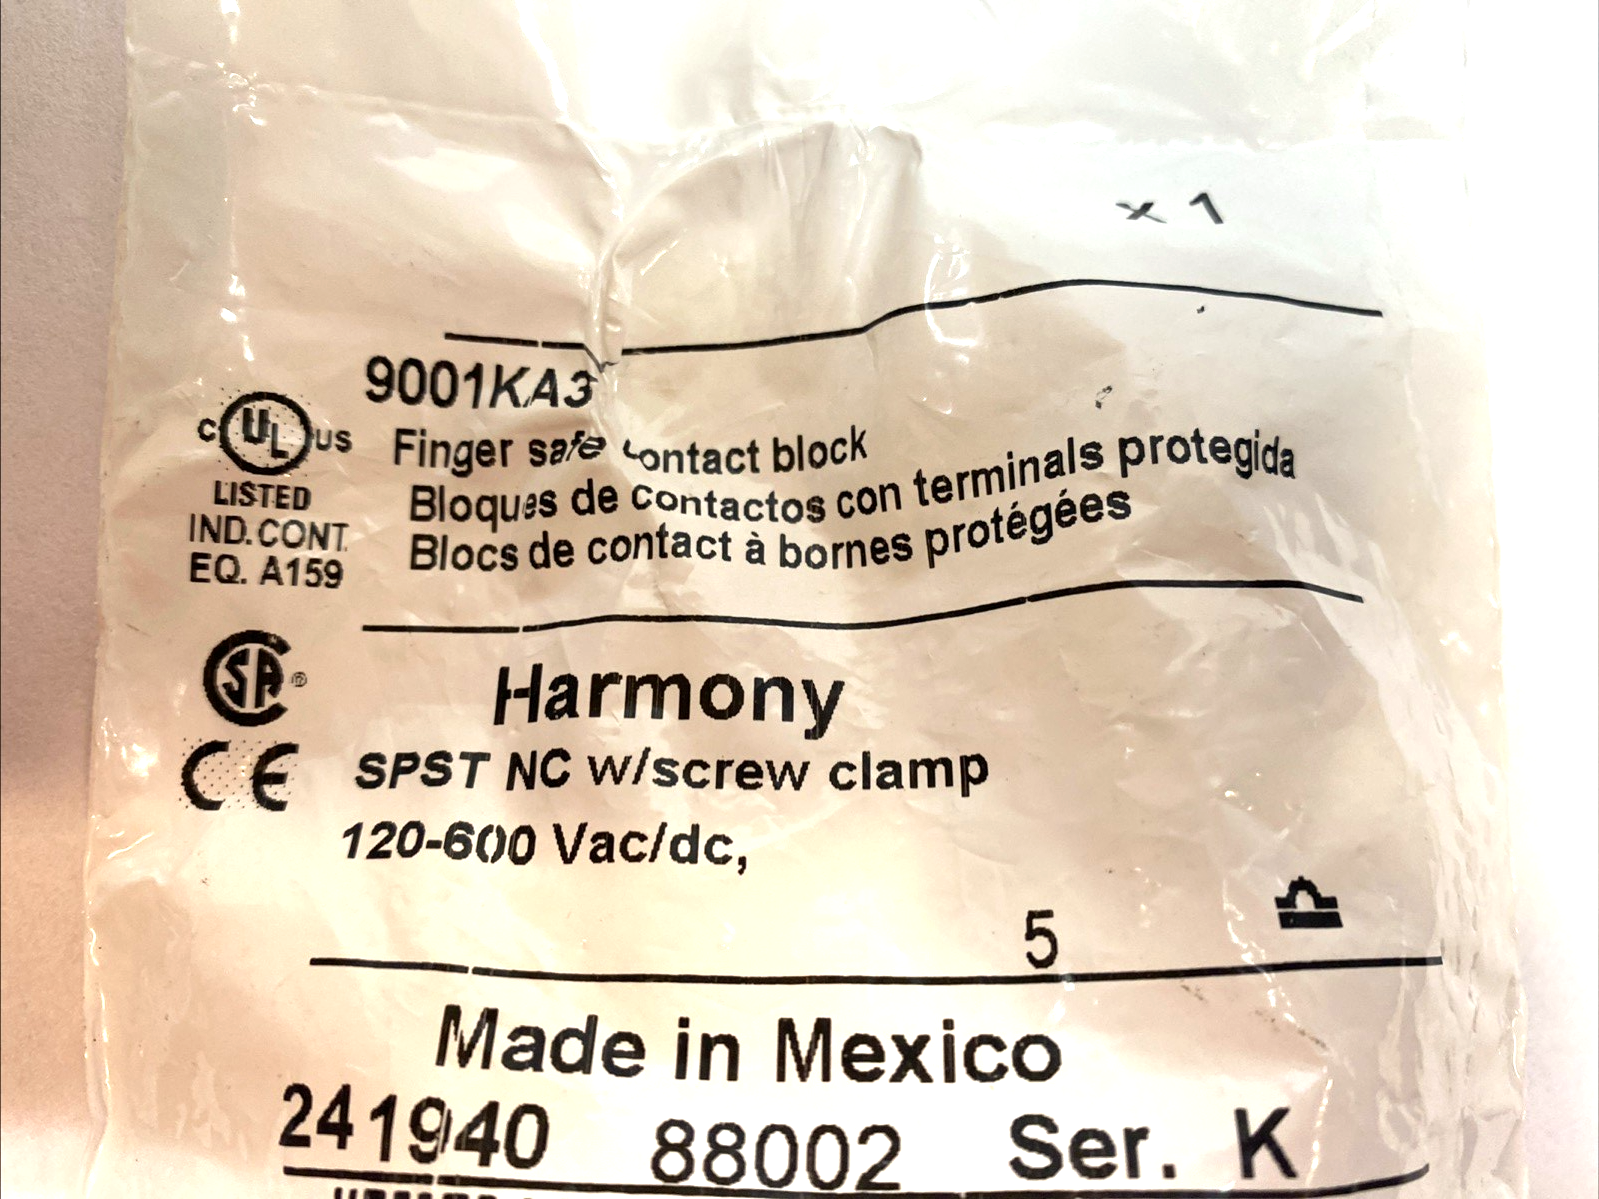 x 1
9001KA3
C UL US
Finger safe contact block
LISTED
Bloques de contactos con terminals protegida
IND. CONT.
Blocs de contact à bornes protégées
EQ. A159
SA ®
Harmony
CE
SPST NC w/screw clamp
120-600 Vac/dc,
5
Made in Mexico
241940 88002 Ser. K